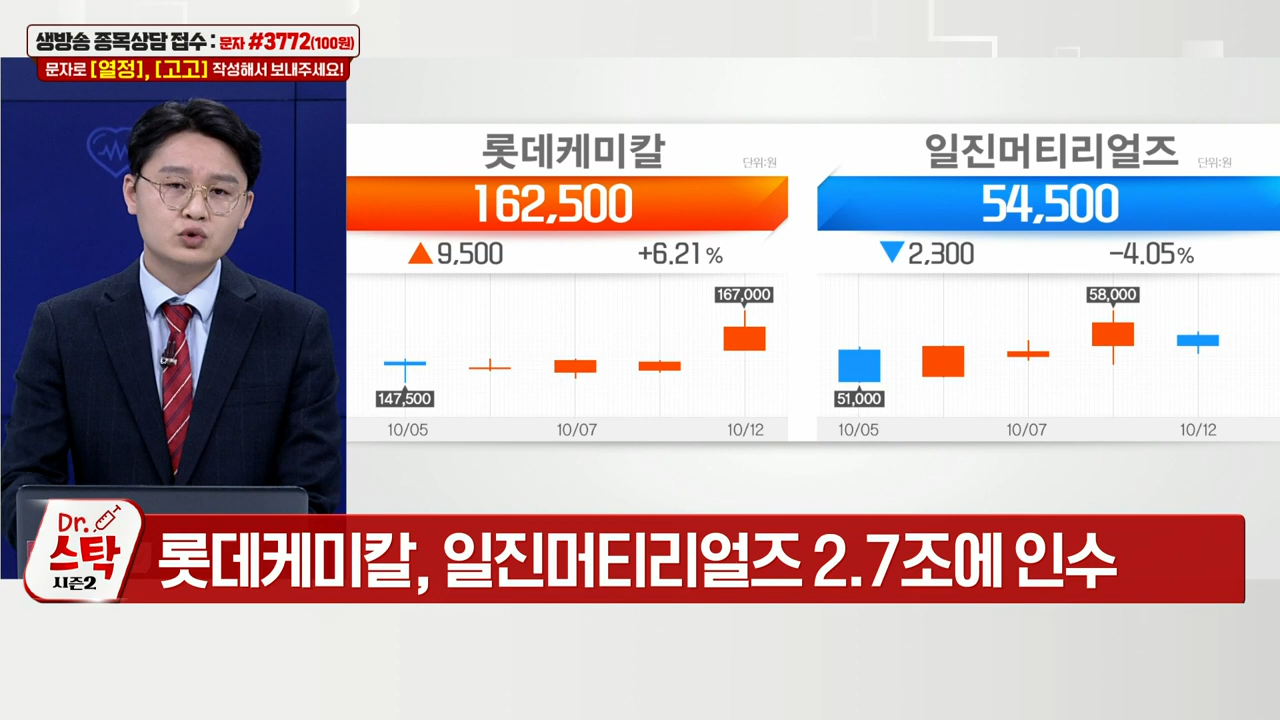 생방송 종목상담 접수 : 문자 #3772(100원)
문자로 [열정], [고고] 작성해서 보내주세요!
롯데케미칼
단위:원
162,500
▲9,500 +6.21%
167,000
147,500
10/05 10/07 10/12
일진머티리얼즈
단위:원
54,500
▼2,300 -4.05%
58,000
51,000
10/05 10/07 10/12
Dr.
스탁
시즌2
롯데케미칼, 일진머티리얼즈 2.7조에 인수